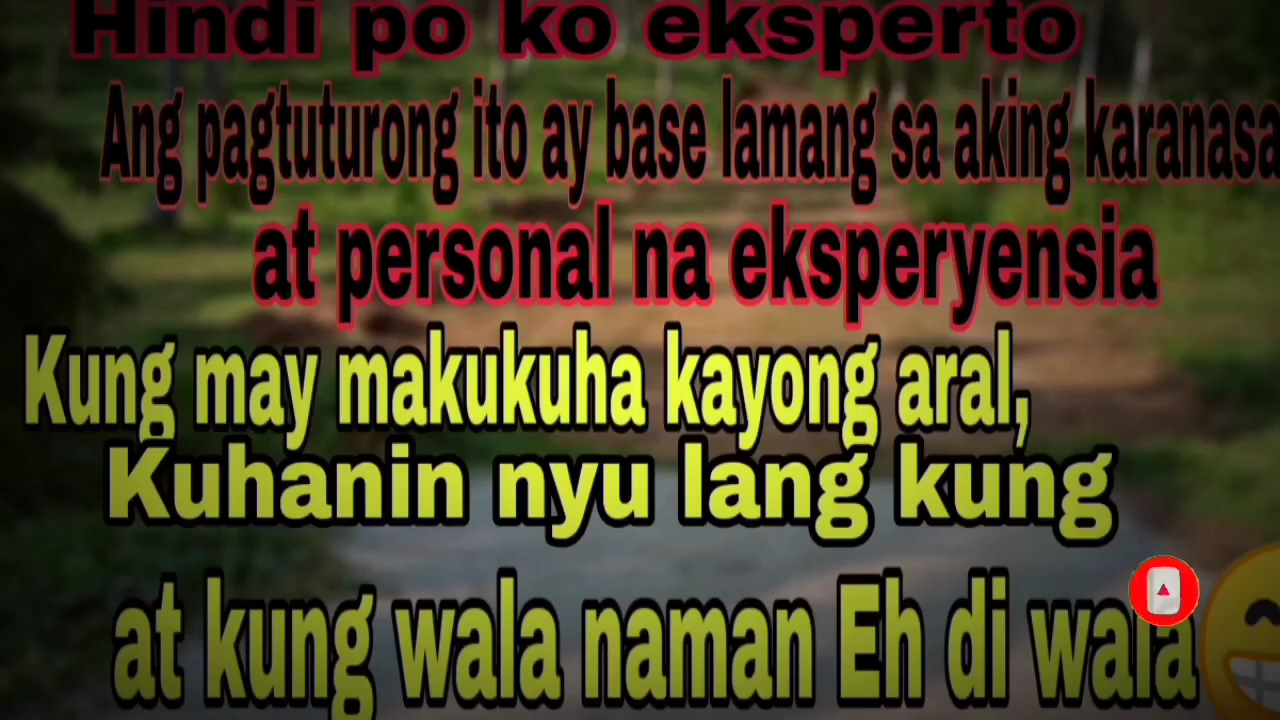 Hindi po ko eksperto
Ang pagtuturong ito ay base lamang sa aking karanasa
at personal na eksperyensia
Kung may makukuha kayong aral,
Kuhanin nyu lang kung
at kung wala naman Eh di wala